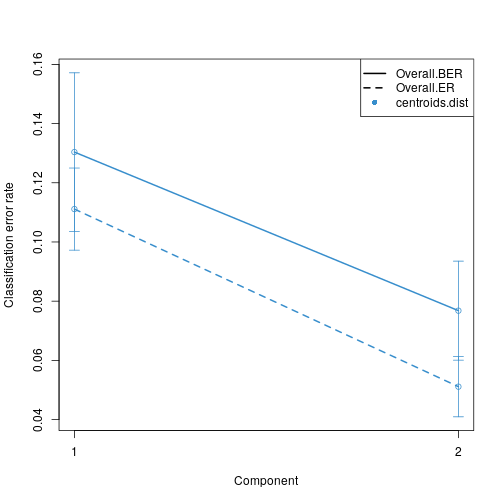 Overall.BER
Overall.ER
centroids.dist
0.16
0.14
0.12
0.10
0.08
0.06
0.04
Classification error rate
1 2
Component